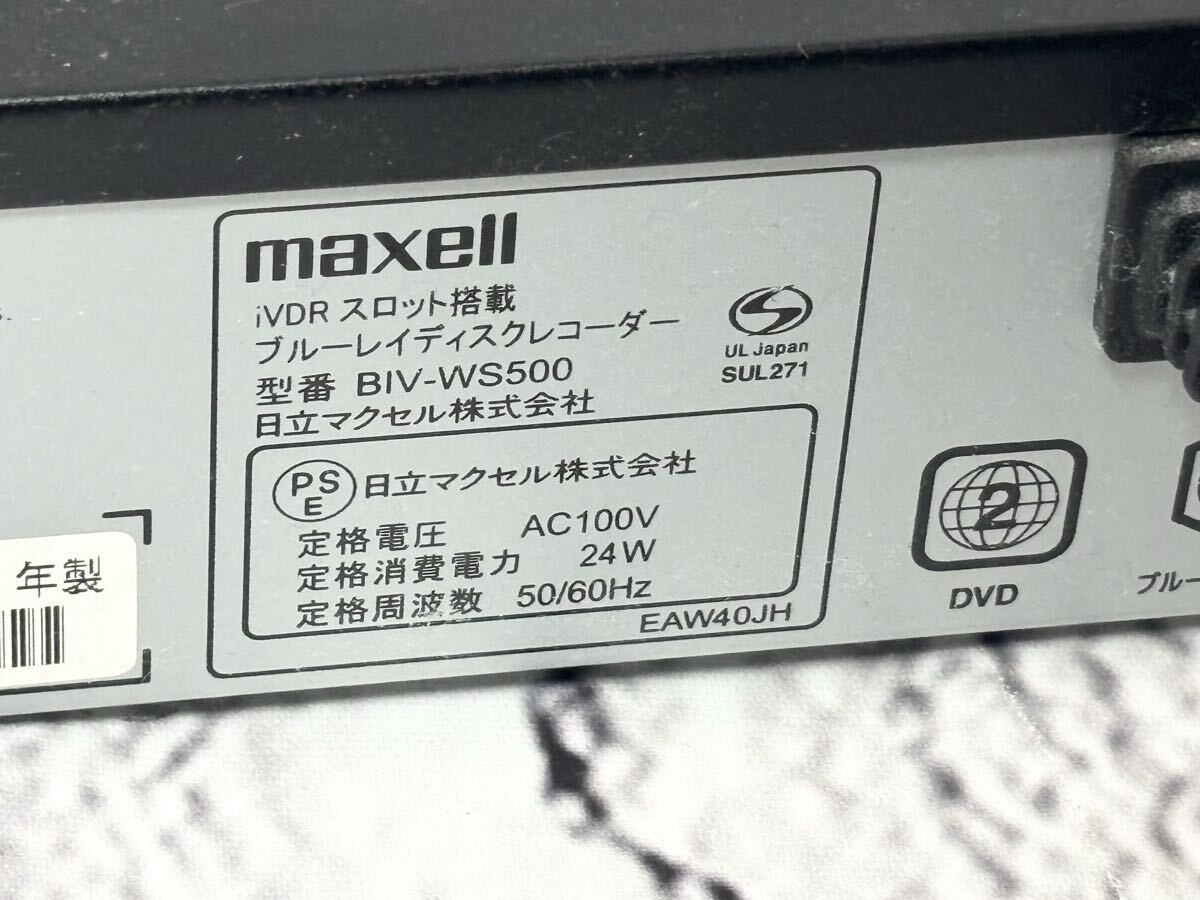 maxell
iVDR スロット搭載
ブルーレイディスクレコーダー
型番 BIV-WS500
日立マクセル株式会社
UL Japan
SUL271
PS
E
日立マクセル株式会社
定格電圧 AC100V
定格消費電力 24W
定格周波数 50/60Hz
EAW40JH
年製
2
DVD
ブルー